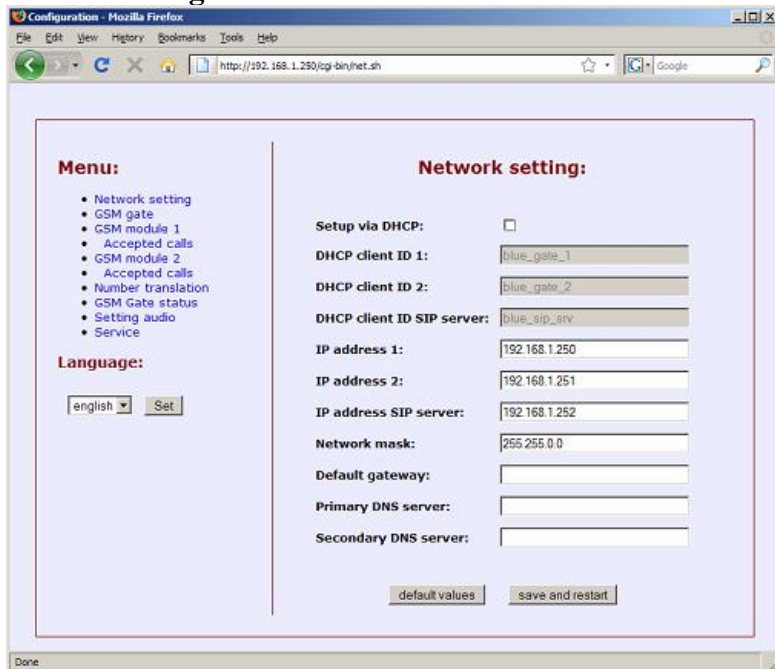 Configuration - Mozilla Firefox
File Edit View History Bookmarks Tools Help
http://192.168.1.250/cgi-bin/net.sh
G Google
Menu:
Network setting
GSM gate
GSM module 1
Accepted calls
GSM module 2
Accepted calls
Number translation
GSM Gate status
Setting audio
Service
Language:
english Set
Network setting:
Setup via DHCP:
DHCP client ID 1: blue_gate_1
DHCP client ID 2: blue_gate_2
DHCP client ID SIP server: blue_sip_srv
IP address 1: 192.168.1.250
IP address 2: 192.168.1.251
IP address SIP server: 192.168.1.252
Network mask: 255.255.0.0
Default gateway:
Primary DNS server:
Secondary DNS server:
default values save and restart
Done